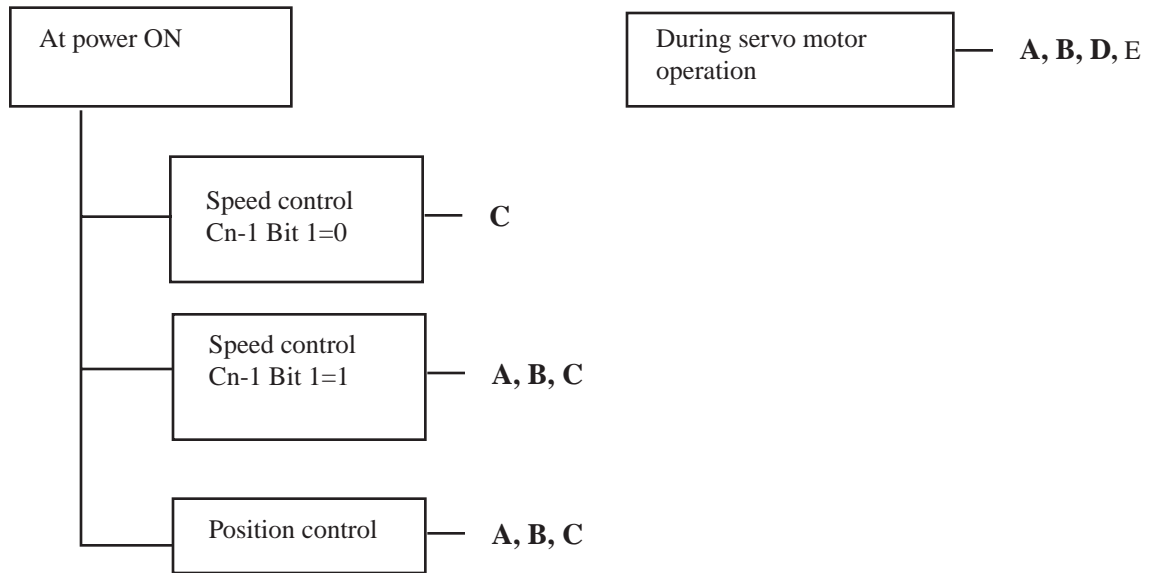 At power ON
During servo motor
operation
A, B, D, E
Speed control
Cn-1 Bit 1=0
C
Speed control
Cn-1 Bit 1=1
A, B, C
Position control
A, B, C